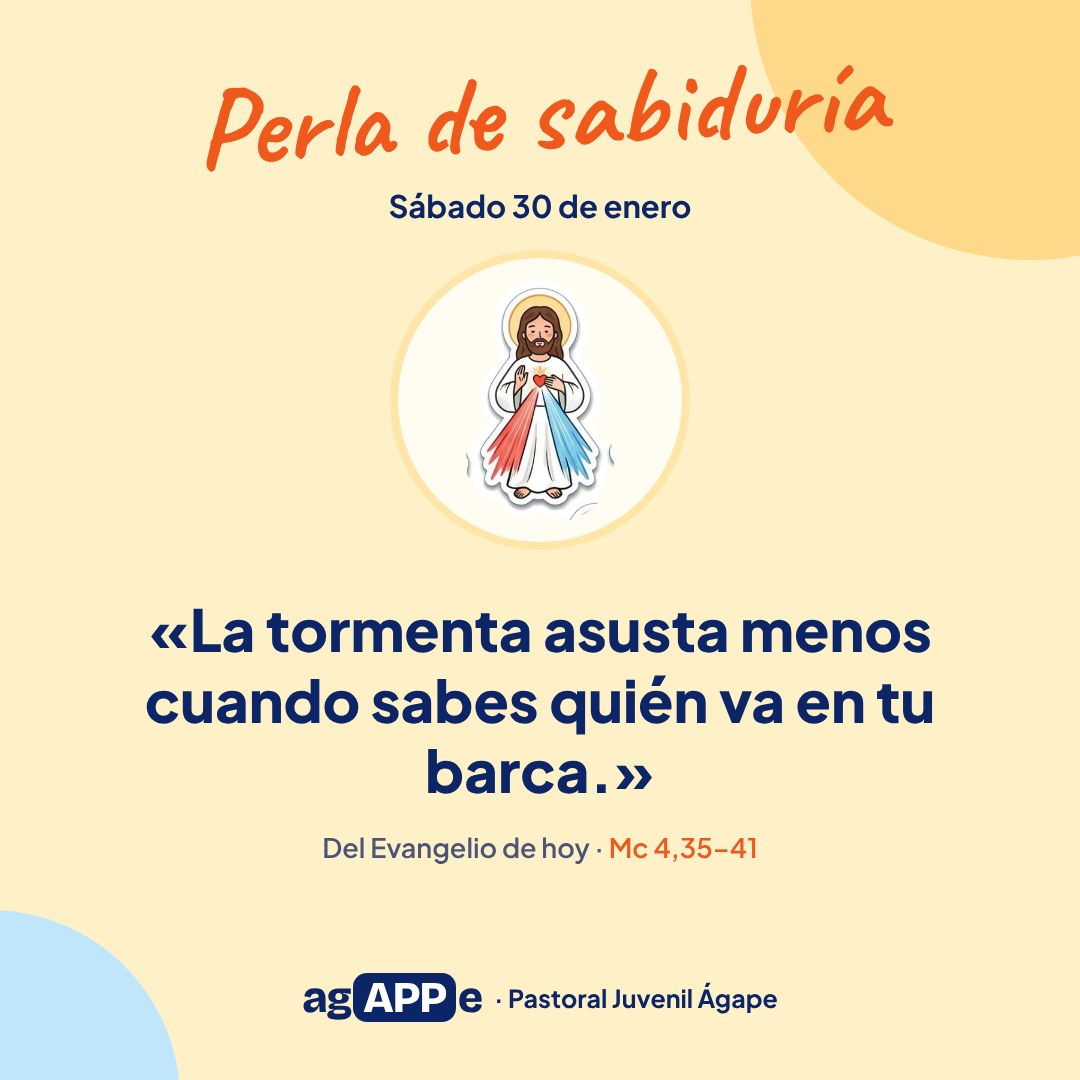 Perla de sabiduría
Sábado 30 de enero
«La tormenta asusta menos
cuando sabes quién va en tu
barca.»
Del Evangelio de hoy · Mc 4,35–41
agAPPe · Pastoral Juvenil Ágape